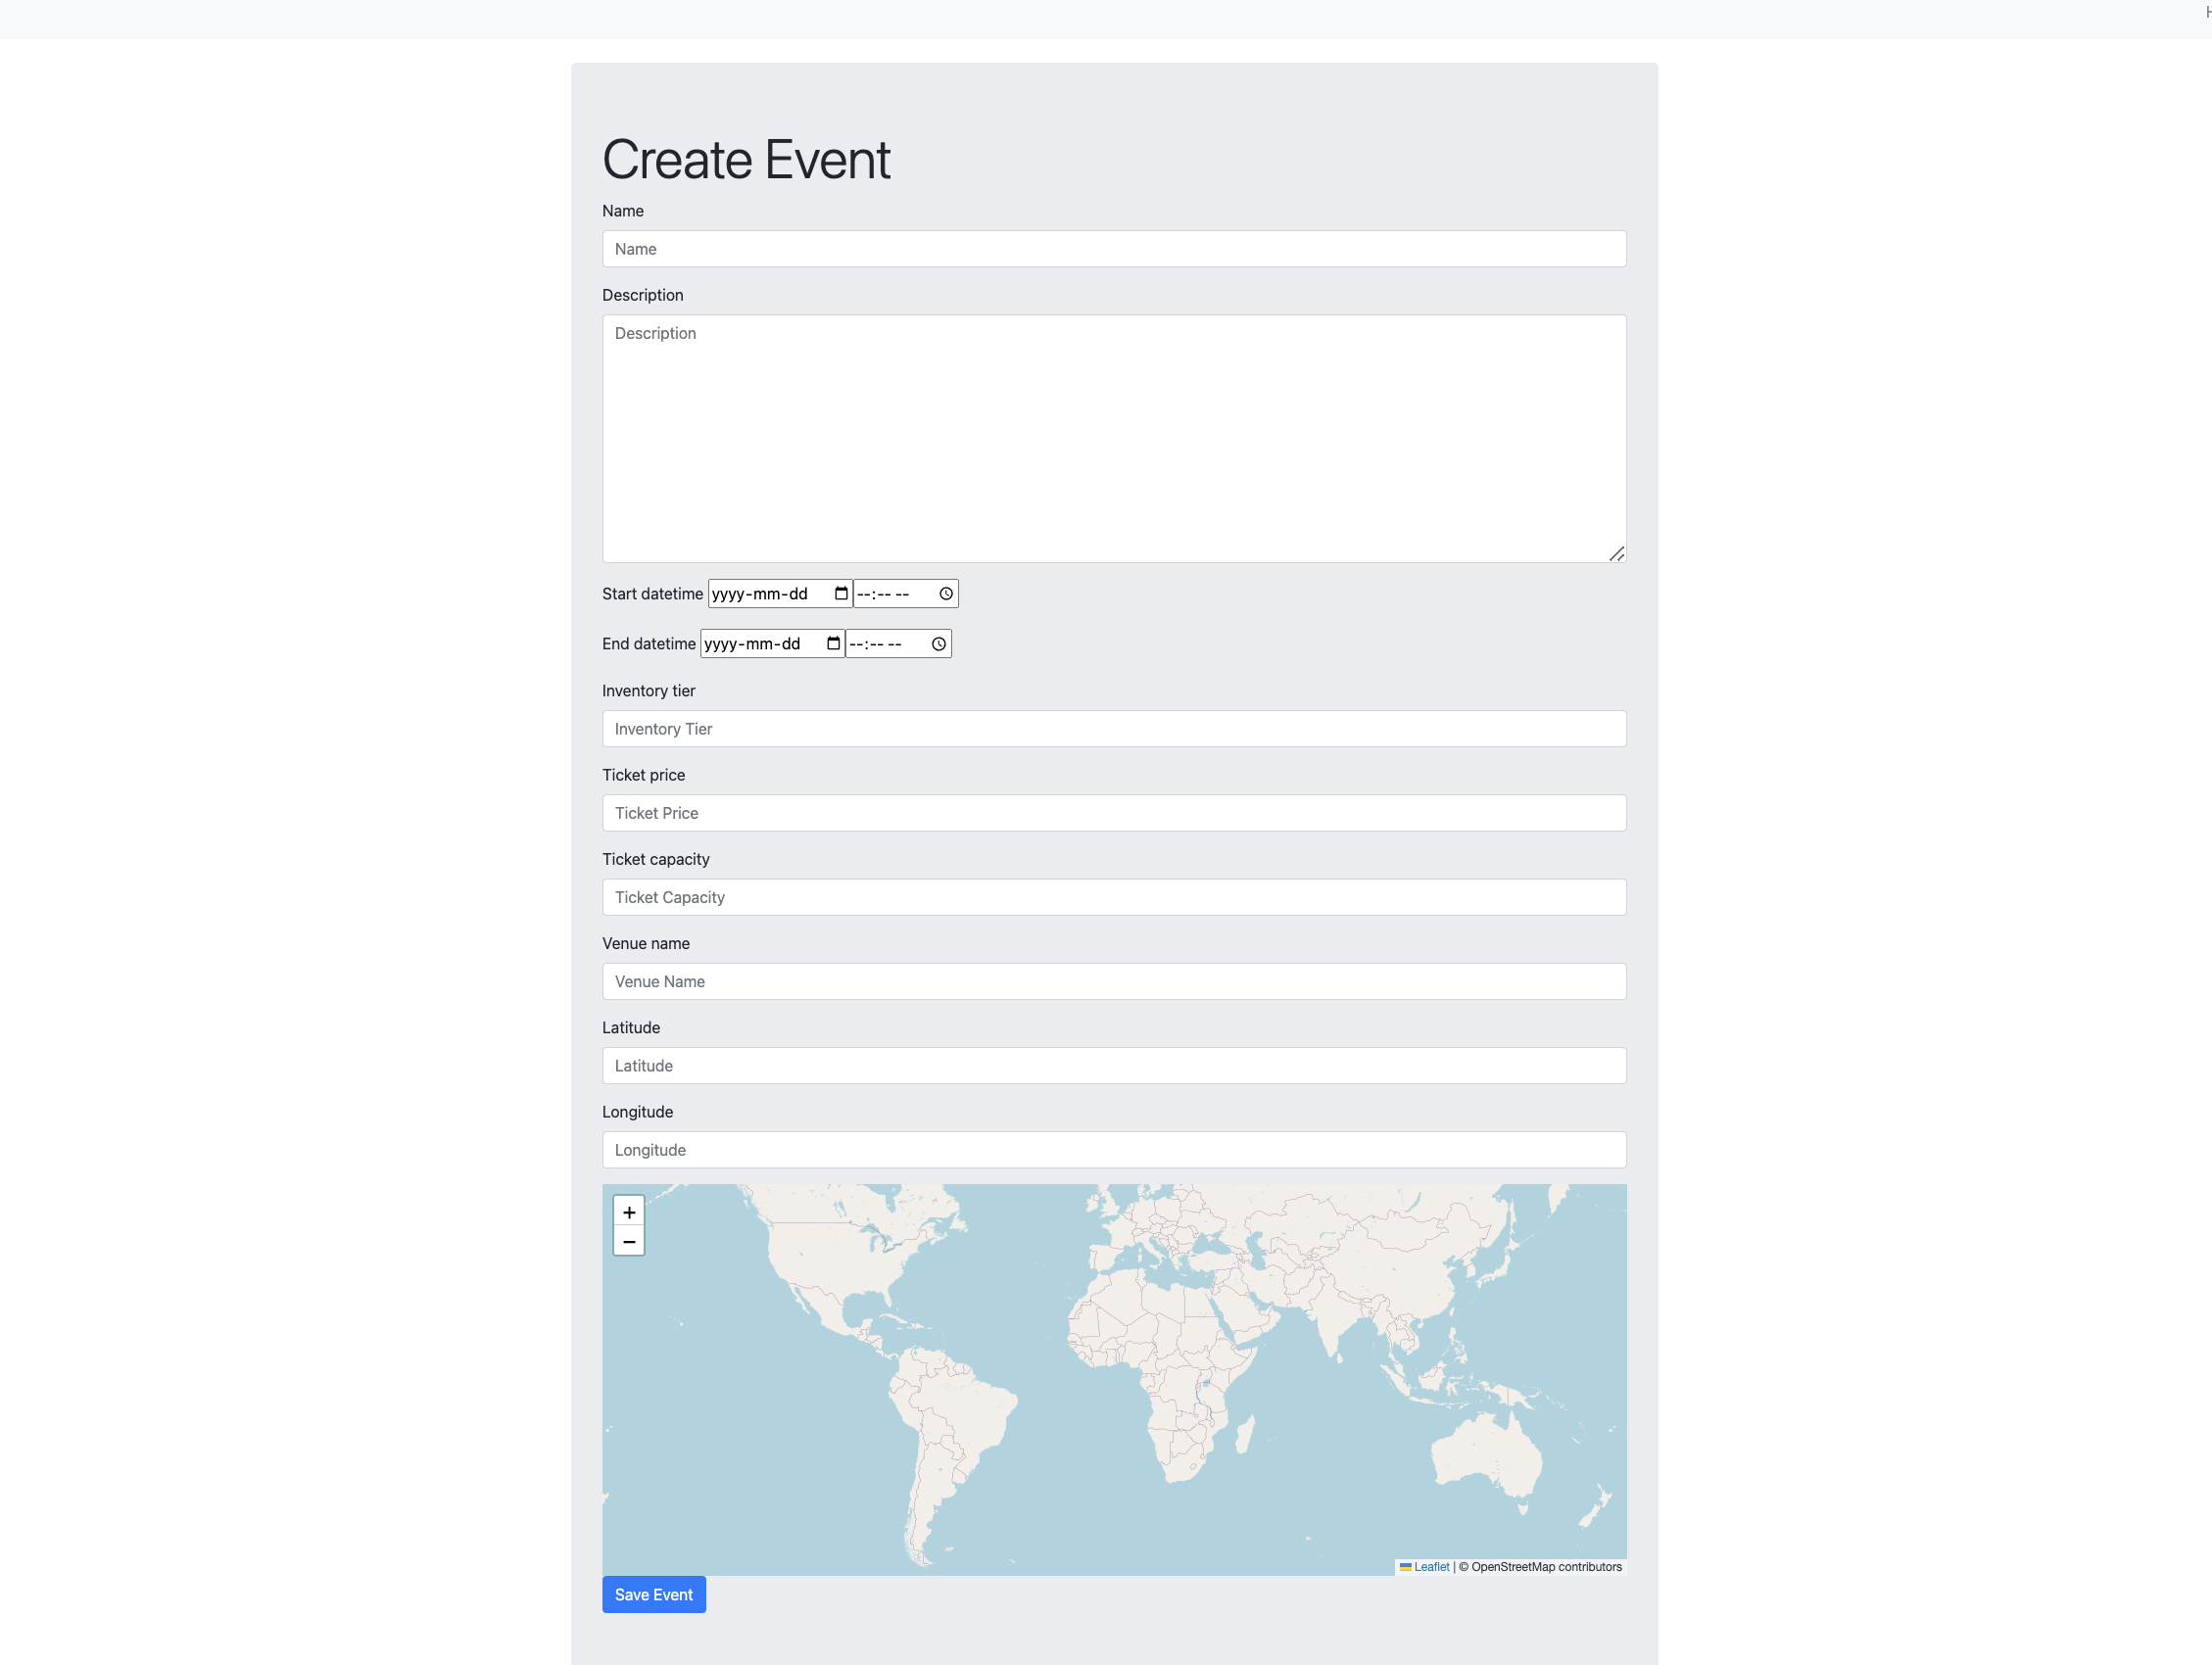 Create Event
Name
Name
Description
Description
Start datetime yyyy-mm-dd --:-- --
End datetime yyyy-mm-dd --:-- --
Inventory tier
Inventory Tier
Ticket price
Ticket Price
Ticket capacity
Ticket Capacity
Venue name
Venue Name
Latitude
Latitude
Longitude
Longitude
+
−
Leaflet | © OpenStreetMap contributors
Save Event